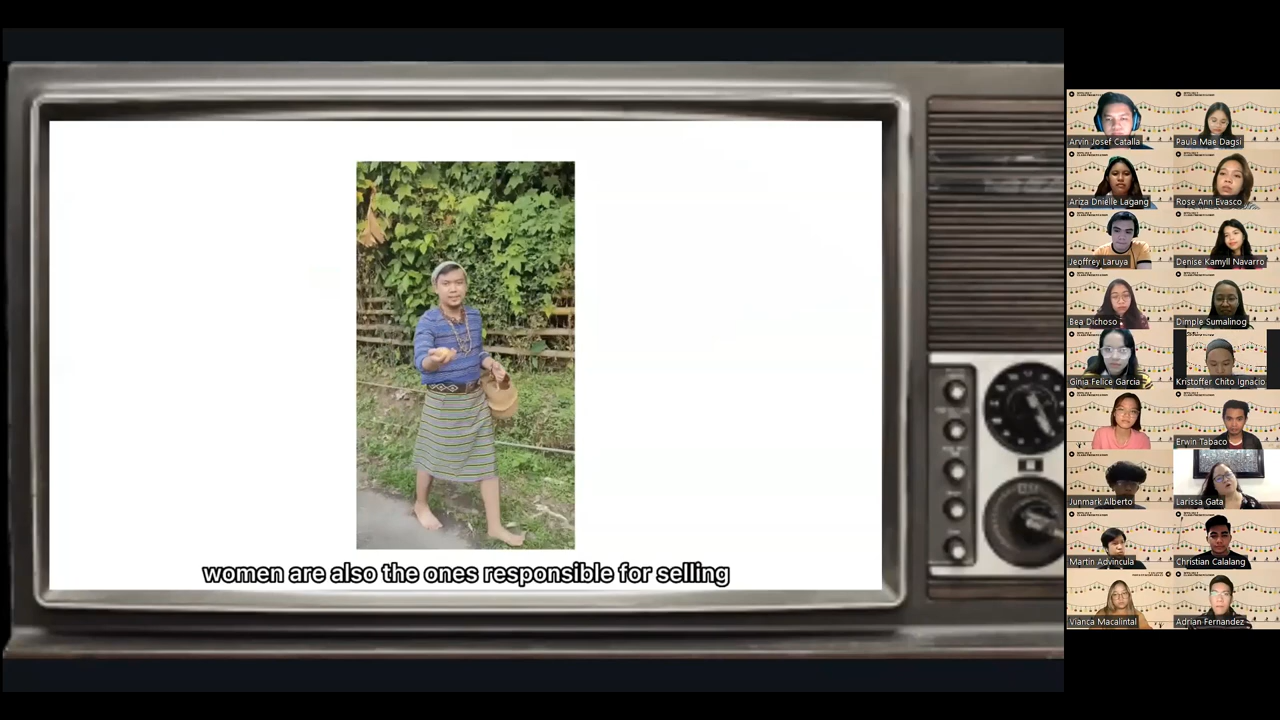 women are also the ones responsible for selling
Arvin Josef Catalla
Paula Mae Dagsi
Ariza Dnielle Lagang
Rose Ann Evasco
Jeoffrey Laruya
Denise Kamyll Navarro
Bea Dichoso
Dimple Sumalinog
Ginia Felice Garcia
Kristoffer Chito Ignacio
Erwin Tabaco
Junmark Alberto
Larissa Gata
Martin Advincula
Christian Calalang
Vianca Macalintal
Adrian Fernandez